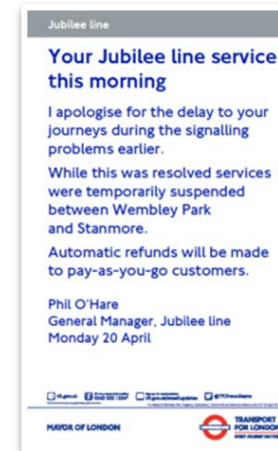 Jubilee line
Your Jubilee line service
this morning
I apologise for the delay to your
journeys during the signalling
problems earlier.
While this was resolved services
were temporarily suspended
between Wembley Park
and Stanmore.
Automatic refunds will be made
to pay-as-you-go customers.
Phil O'Hare
General Manager, Jubilee line
Monday 20 April
MAYOR OF LONDON
TRANSPORT
FOR LONDON